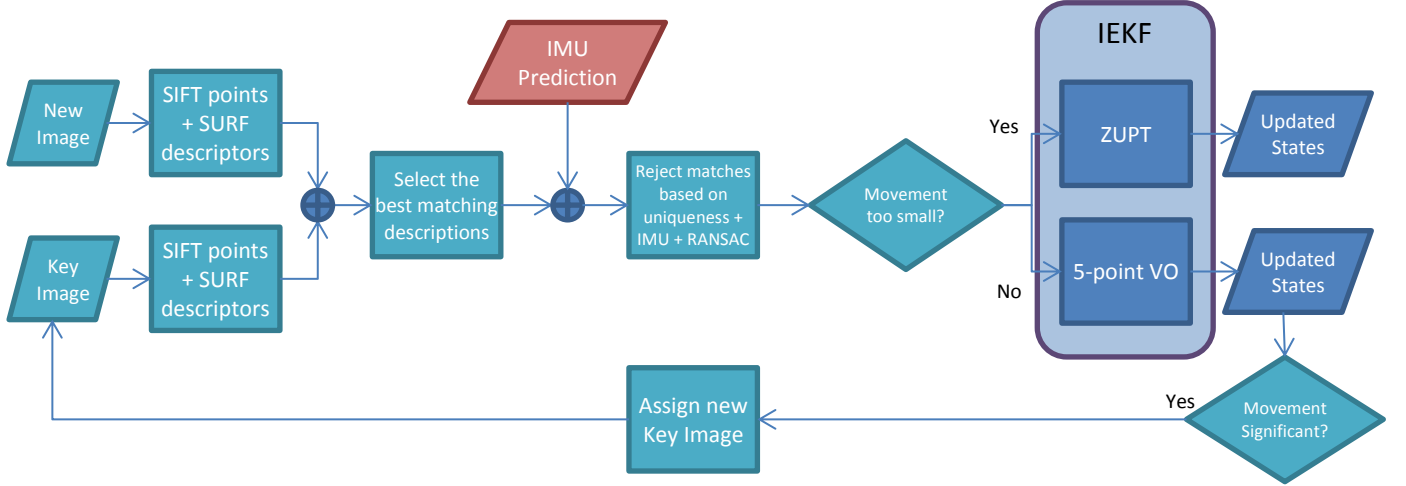 New
Image
SIFT points
+ SURF
descriptors
Key
Image
SIFT points
+ SURF
descriptors
Select the
best matching
descriptions
IMU
Prediction
Reject matches
based on
uniqueness +
IMU + RANSAC
Movement
too small?
Yes
No
IEKF
ZUPT
5-point VO
Updated
States
Updated
States
Movement
Significant?
Yes
Assign new
Key Image